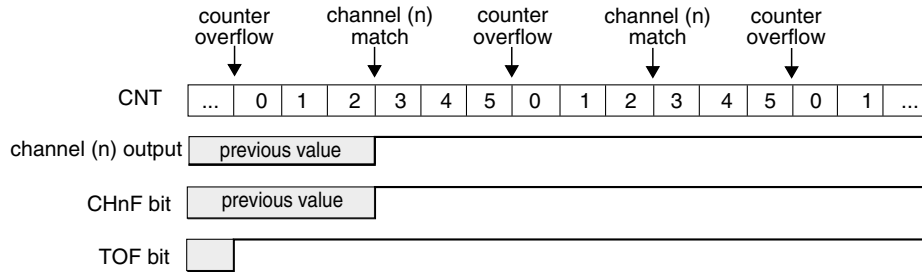 counter overflow
channel (n) match
counter overflow
channel (n) match
counter overflow
CNT ... 0 1 2 3 4 5 0 1 2 3 4 5 0 1 ...
channel (n) output previous value
CHnF bit previous value
TOF bit